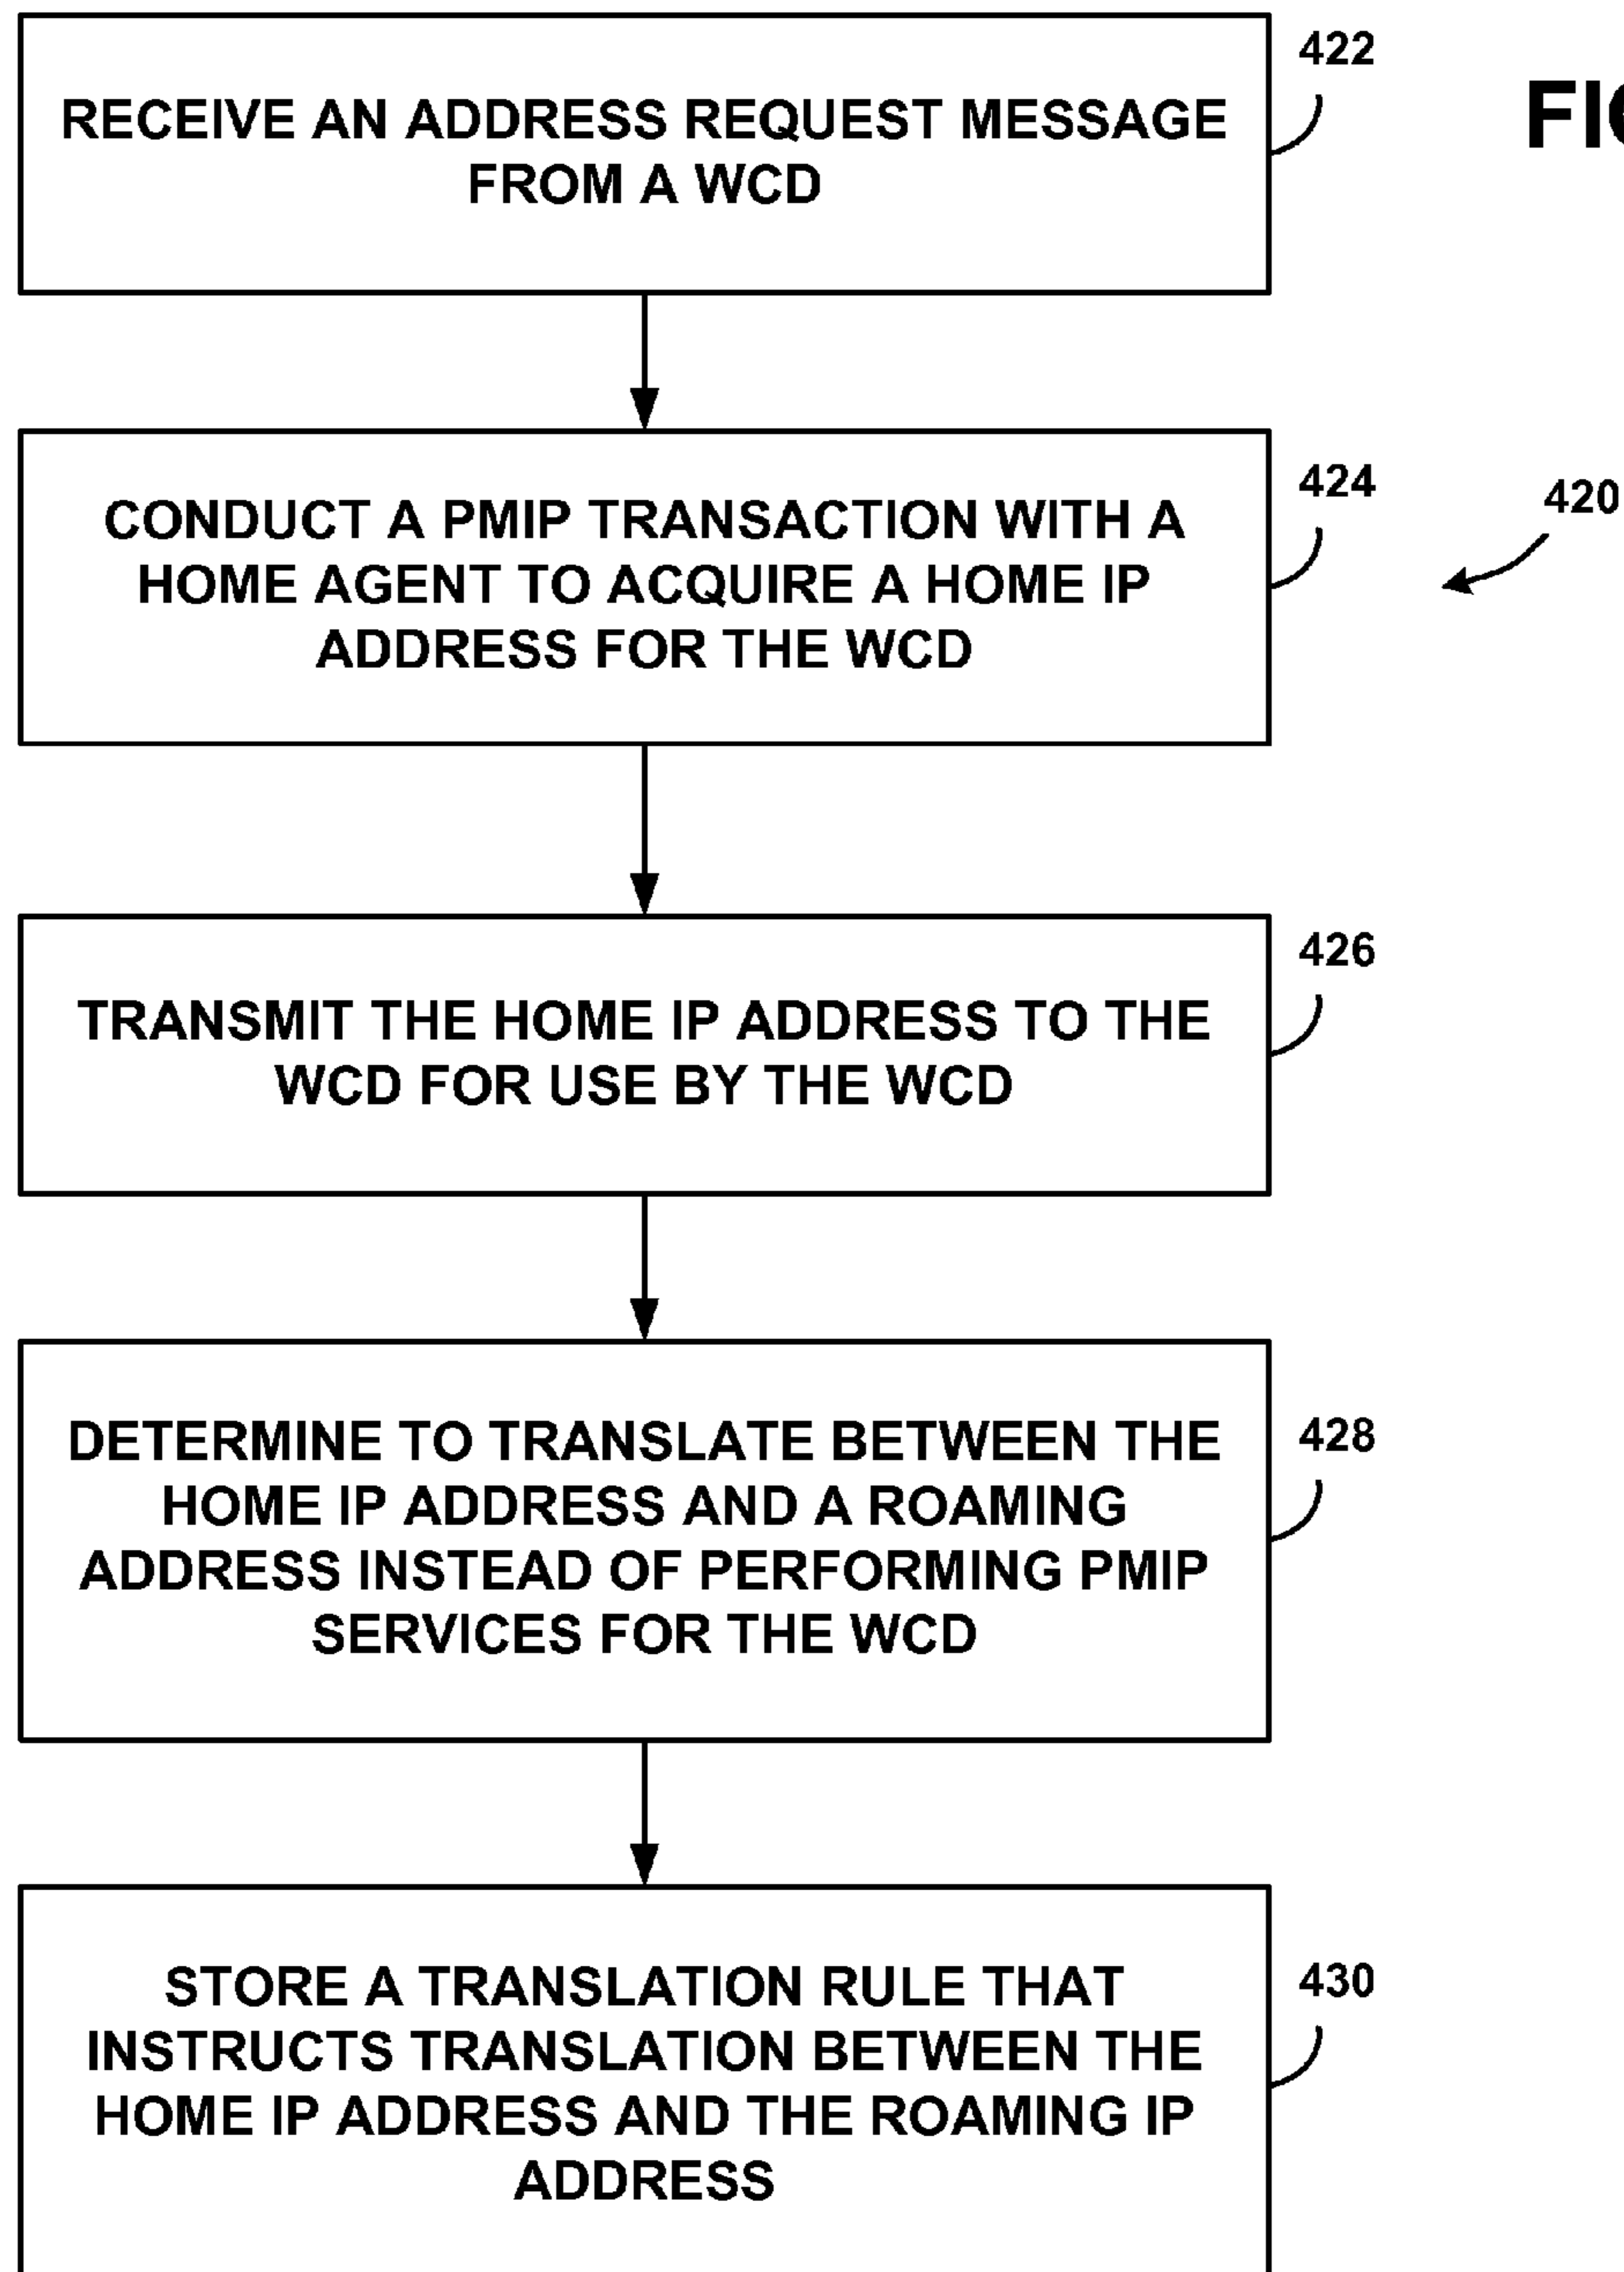 422
RECEIVE AN ADDRESS REQUEST MESSAGE
FROM A WCD
FIG
424
CONDUCT A PMIP TRANSACTION WITH A
HOME AGENT TO ACQUIRE A HOME IP
ADDRESS FOR THE WCD
420
426
TRANSMIT THE HOME IP ADDRESS TO THE
WCD FOR USE BY THE WCD
428
DETERMINE TO TRANSLATE BETWEEN THE
HOME IP ADDRESS AND A ROAMING
ADDRESS INSTEAD OF PERFORMING PMIP
SERVICES FOR THE WCD
430
STORE A TRANSLATION RULE THAT
INSTRUCTS TRANSLATION BETWEEN THE
HOME IP ADDRESS AND THE ROAMING IP
ADDRESS